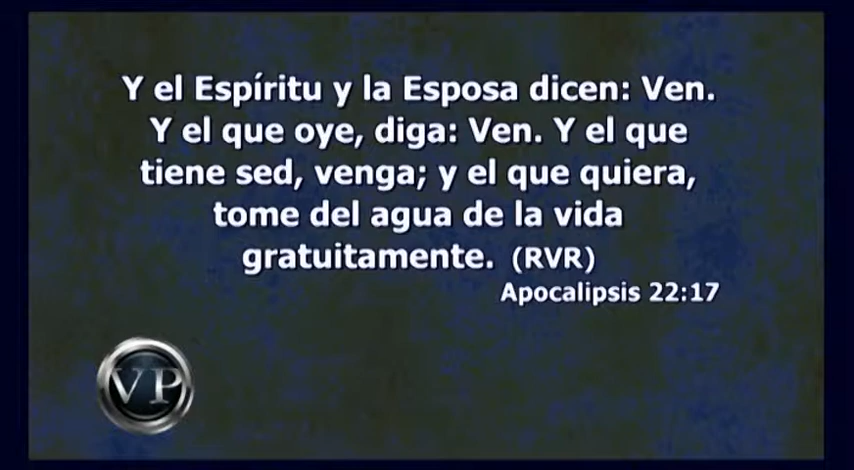 Y el Espíritu y la Esposa dicen: Ven.
Y el que oye, diga: Ven. Y el que
tiene sed, venga; y el que quiera,
tome del agua de la vida
gratuitamente. (RVR)
Apocalipsis 22:17
VP